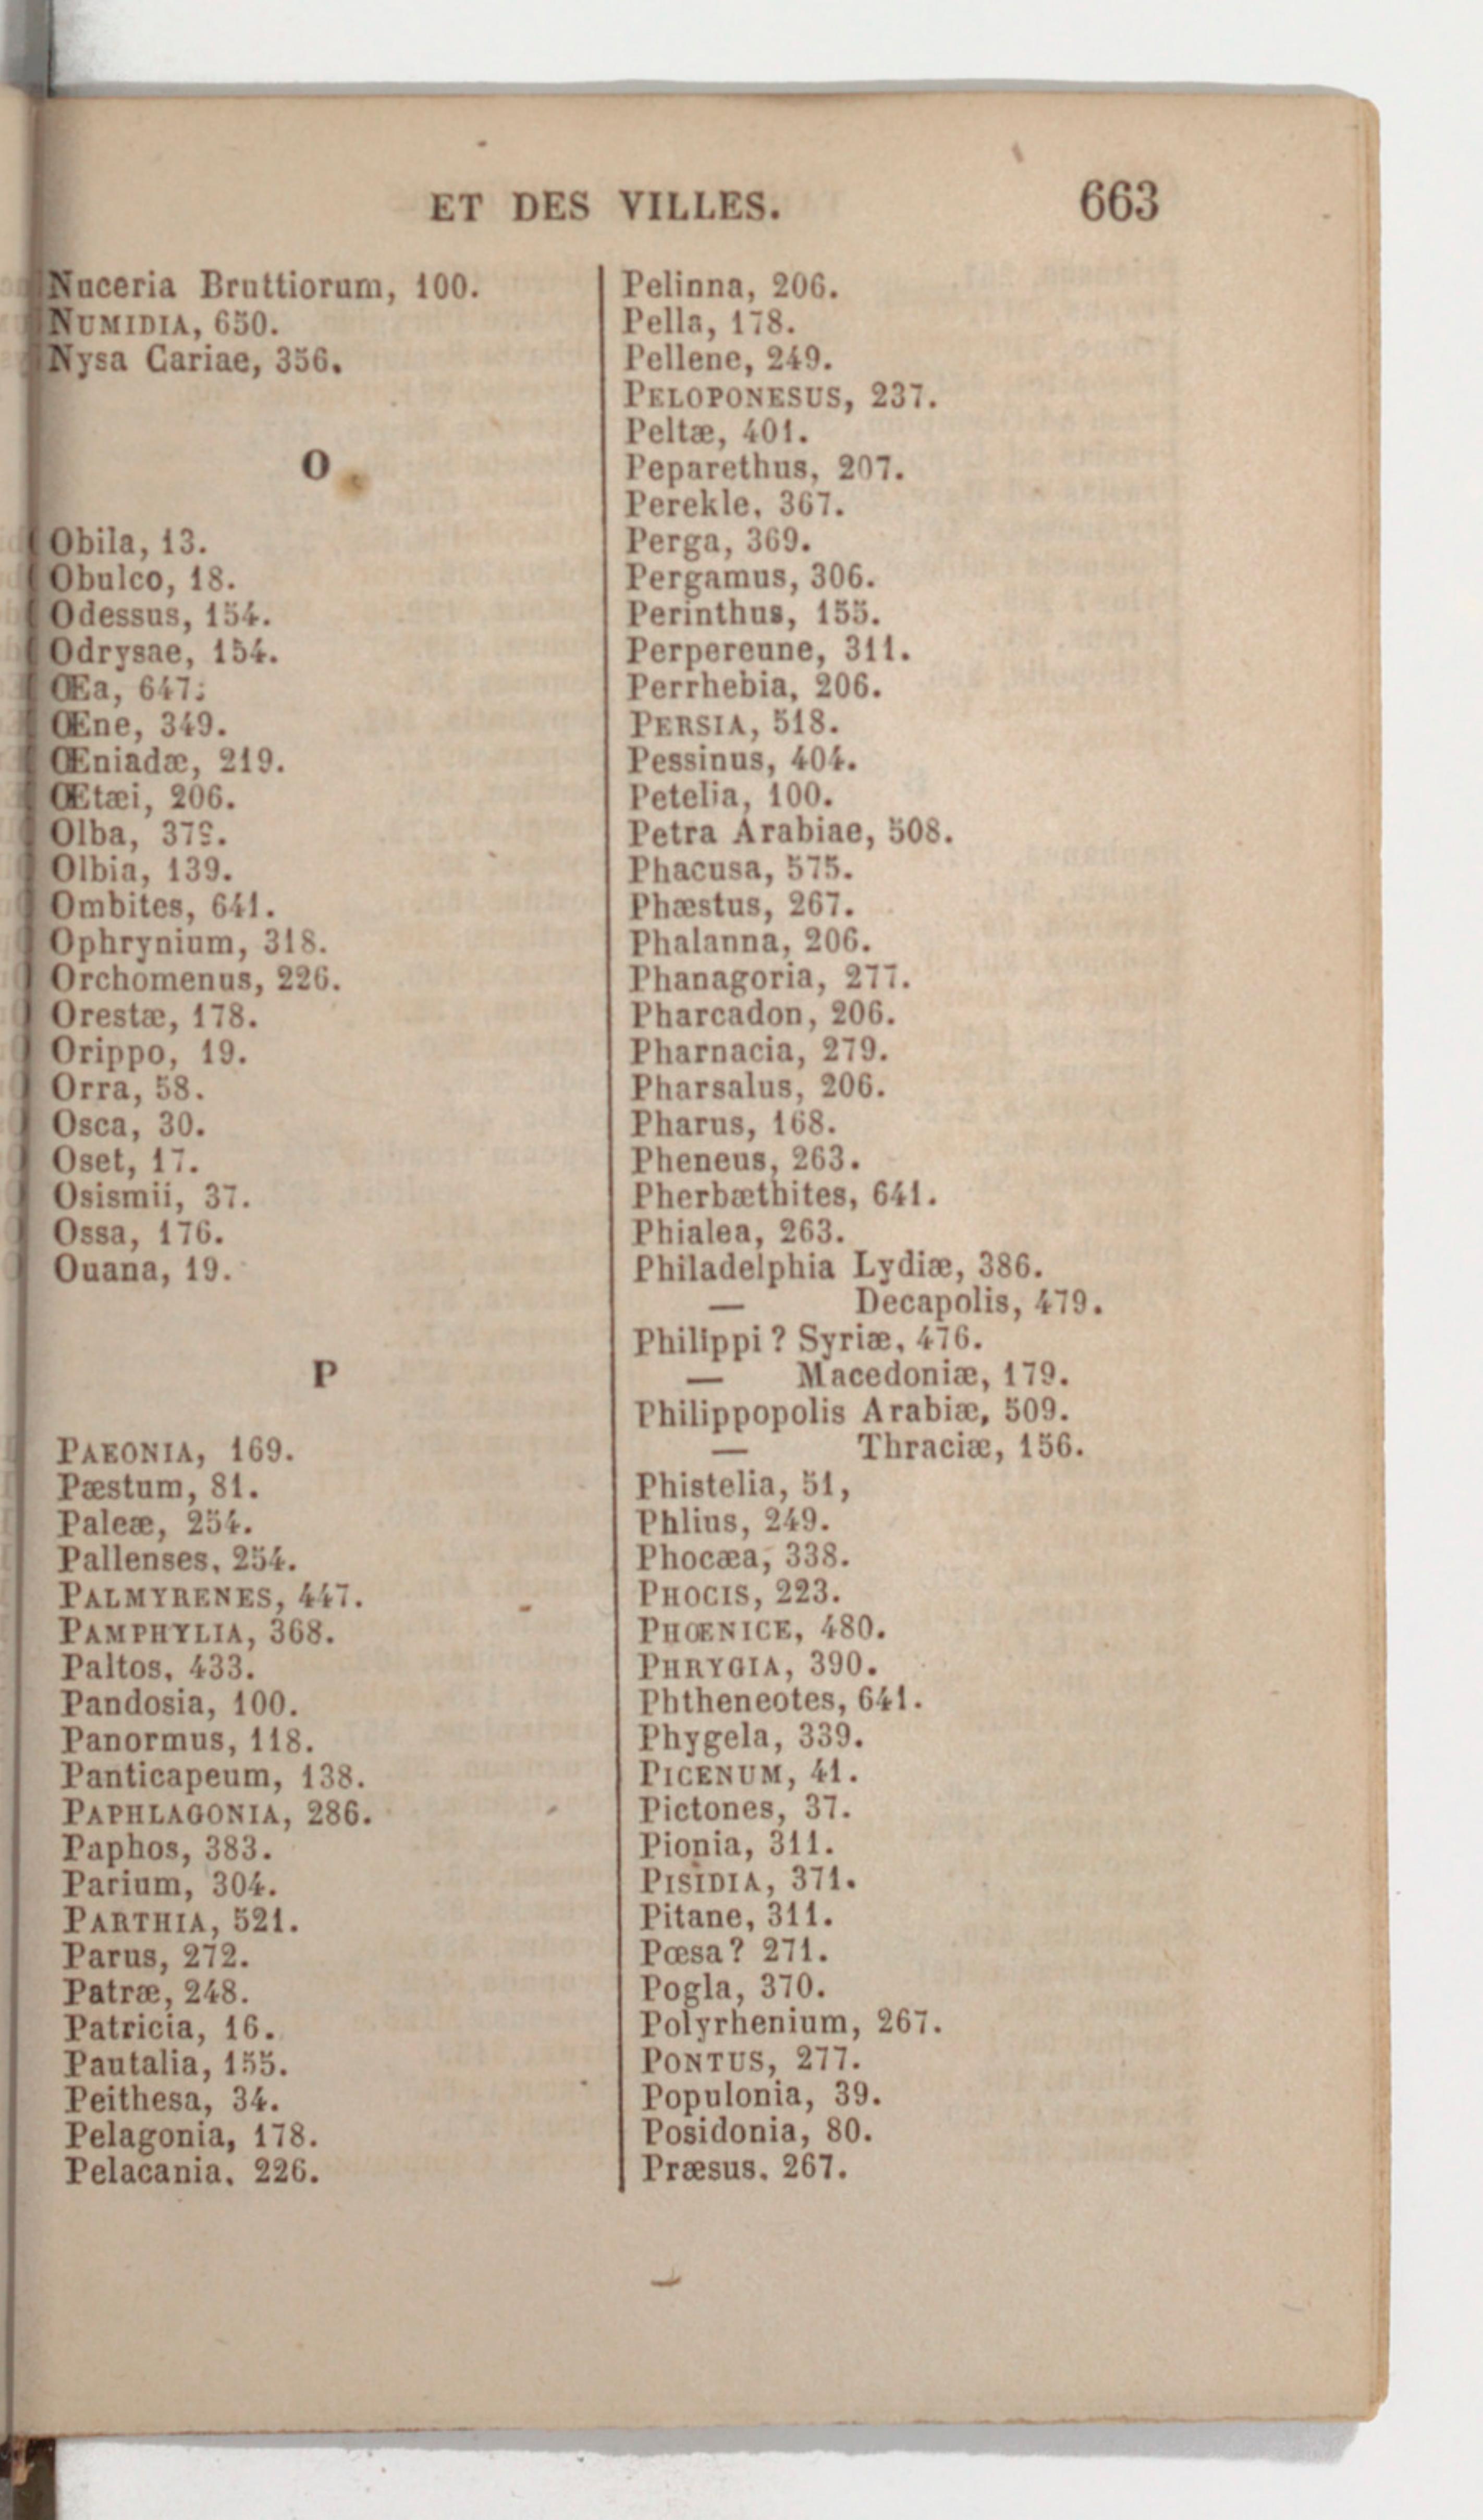 ET DES VILLES. 663
Nuceria Bruttiorum, 100.
NUMIDIA, 650.
Nysa Cariae, 356.
O
Obila, 13.
Obulco, 18.
Odessus, 154.
Odrysae, 154.
Œa, 647.
Œne, 349.
Œniadæ, 219.
Œtæi, 206.
Olba, 379.
Olbia, 139.
Ombites, 641.
Ophrynium, 318.
Orchomenus, 226.
Orestæ, 178.
Orippo, 19.
Orra, 58.
Osca, 30.
Oset, 17.
Osismii, 37.
Ossa, 176.
Ouana, 19.
P
PAEONIA, 169.
Pæstum, 81.
Paleæ, 254.
Pallenses, 254.
PALMYRENES, 447.
PAMPHYLIA, 368.
Paltos, 433.
Pandosia, 100.
Panormus, 118.
Panticapeum, 138.
PAPHLAGONIA, 286.
Paphos, 383.
Parium, 304.
PARTHIA, 521.
Parus, 272.
Patræ, 248.
Patricia, 16.
Pautalia, 155.
Peithesa, 34.
Pelagonia, 178.
Pelacania, 226.
Pelinna, 206.
Pella, 178.
Pellene, 249.
PELOPONESUS, 237.
Peltæ, 401.
Peparethus, 207.
Perekle, 367.
Perga, 369.
Pergamus, 306.
Perinthus, 155.
Perpereune, 311.
Perrhebia, 206.
PERSIA, 518.
Pessinus, 404.
Petelia, 100.
Petra Arabiae, 508.
Phacusa, 575.
Phæstus, 267.
Phalanna, 206.
Phanagoria, 277.
Pharcadon, 206.
Pharnacia, 279.
Pharsalus, 206.
Pharus, 168.
Pheneus, 263.
Pherbæthites, 641.
Phialea, 263.
Philadelphia Lydiæ, 386.
— Decapolis, 479.
Philippi ? Syriæ, 476.
— Macedoniæ, 179.
Philippopolis Arabiæ, 509.
— Thraciæ, 156.
Phistelia, 51,
Phlius, 249.
Phocæa, 338.
PHOCIS, 223.
PHŒNICE, 480.
PHRYGIA, 390.
Phtheneotes, 641.
Phygela, 339.
PICENUM, 41.
Pictones, 37.
Pionia, 311.
PISIDIA, 371.
Pitane, 311.
Pœsa ? 271.
Pogla, 370.
Polyrhenium, 267.
PONTUS, 277.
Populonia, 39.
Posidonia, 80.
Præsus. 267.